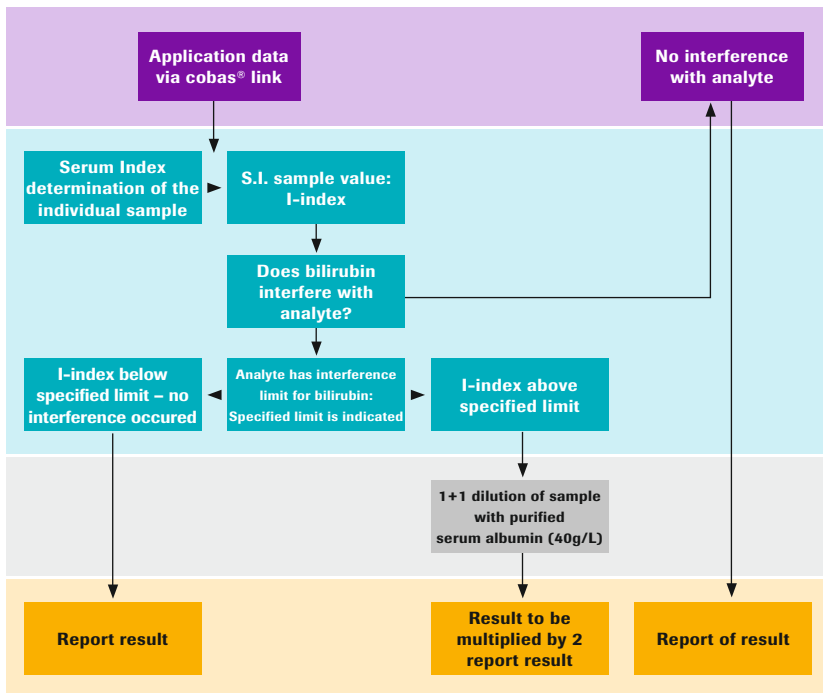 Application data
via cobas® link
No interference
with analyte
Serum Index
determination of the
individual sample
S.I. sample value:
I-index
Does bilirubin
interfere with
analyte?
I-index below
specified limit – no
interference occured
Analyte has interference
limit for bilirubin:
Specified limit is indicated
I-index above
specified limit
1+1 dilution of sample
with purified
serum albumin (40g/L)
Report result
Result to be
multiplied by 2
report result
Report of result